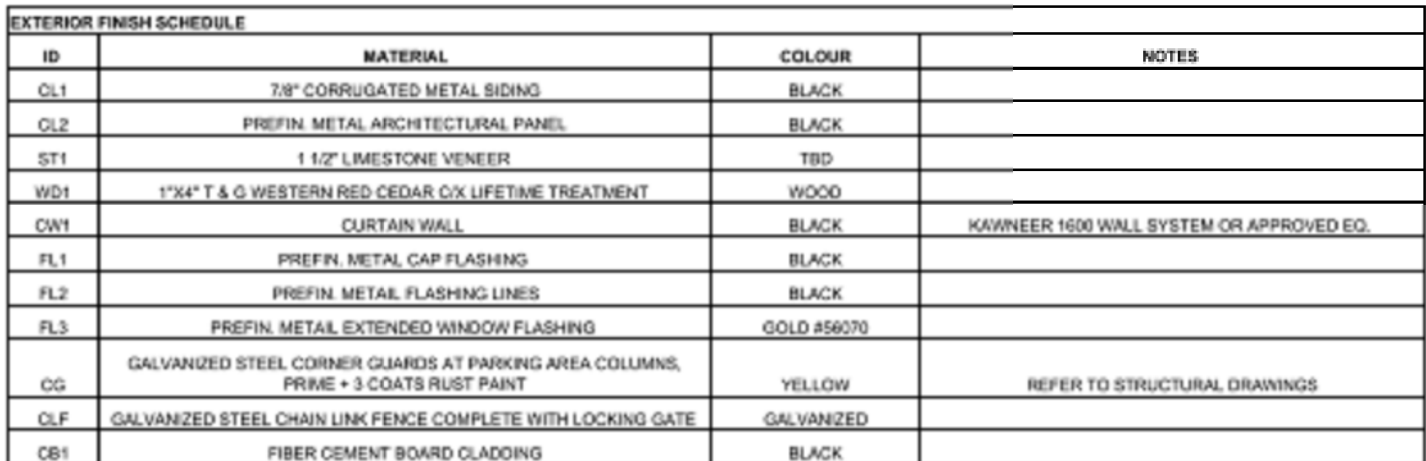 EXTERIOR FINISH SCHEDULE
ID MATERIAL COLOUR NOTES
CL1 7/8" CORRUGATED METAL SIDING BLACK
CL2 PREFIN. METAL ARCHITECTURAL PANEL BLACK
ST1 1 1/2" LIMESTONE VENEER TBD
WD1 1"X4" T & G WESTERN RED CEDAR C/X LIFETIME TREATMENT WOOD
CW1 CURTAIN WALL BLACK KAWNEER 1600 WALL SYSTEM OR APPROVED EQ.
FL1 PREFIN. METAL CAP FLASHING BLACK
FL2 PREFIN. METAIL FLASHING LINES BLACK
FL3 PREFIN. METAIL EXTENDED WINDOW FLASHING GOLD #56070
GALVANIZED STEEL CORNER GUARDS AT PARKING AREA COLUMNS,
CG PRIME + 3 COATS RUST PAINT YELLOW REFER TO STRUCTURAL DRAWINGS
CLF GALVANIZED STEEL CHAIN LINK FENCE COMPLETE WITH LOCKING GATE GALVANIZED
CB1 FIBER CEMENT BOARD CLADDING BLACK